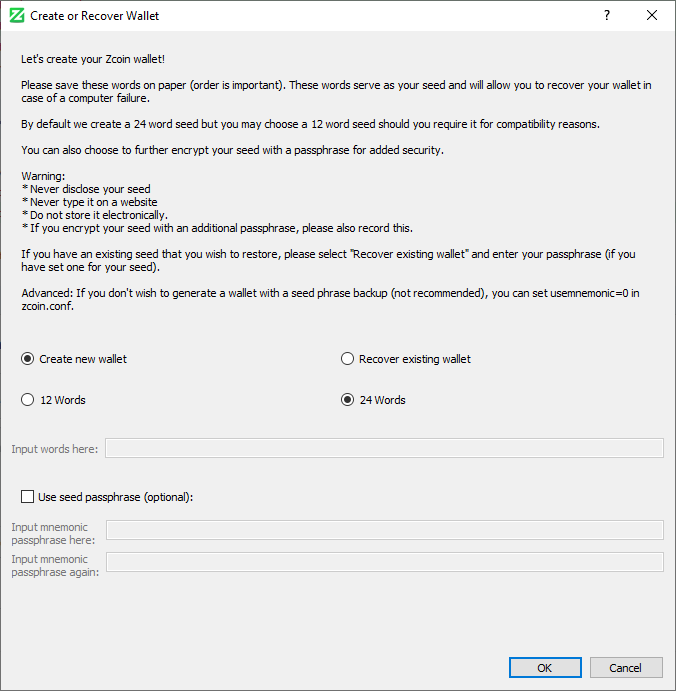 Create or Recover Wallet
?
Let's create your Zcoin wallet!
Please save these words on paper (order is important). These words serve as your seed and will allow you to recover your wallet in
case of a computer failure.
By default we create a 24 word seed but you may choose a 12 word seed should you require it for compatibility reasons.
You can also choose to further encrypt your seed with a passphrase for added security.
Warning:
* Never disclose your seed
* Never type it on a website
* Do not store it electronically.
* If you encrypt your seed with an additional passphrase, please also record this.
If you have an existing seed that you wish to restore, please select "Recover existing wallet" and enter your passphrase (if you
have set one for your seed).
Advanced: If you don't wish to generate a wallet with a seed phrase backup (not recommended), you can set usemnemonic=0 in
zcoin.conf.
Create new wallet
Recover existing wallet
12 Words
24 Words
Input words here:
Use seed passphrase (optional):
Input mnemonic
passphrase here:
Input mnemonic
passphrase again:
OK
Cancel